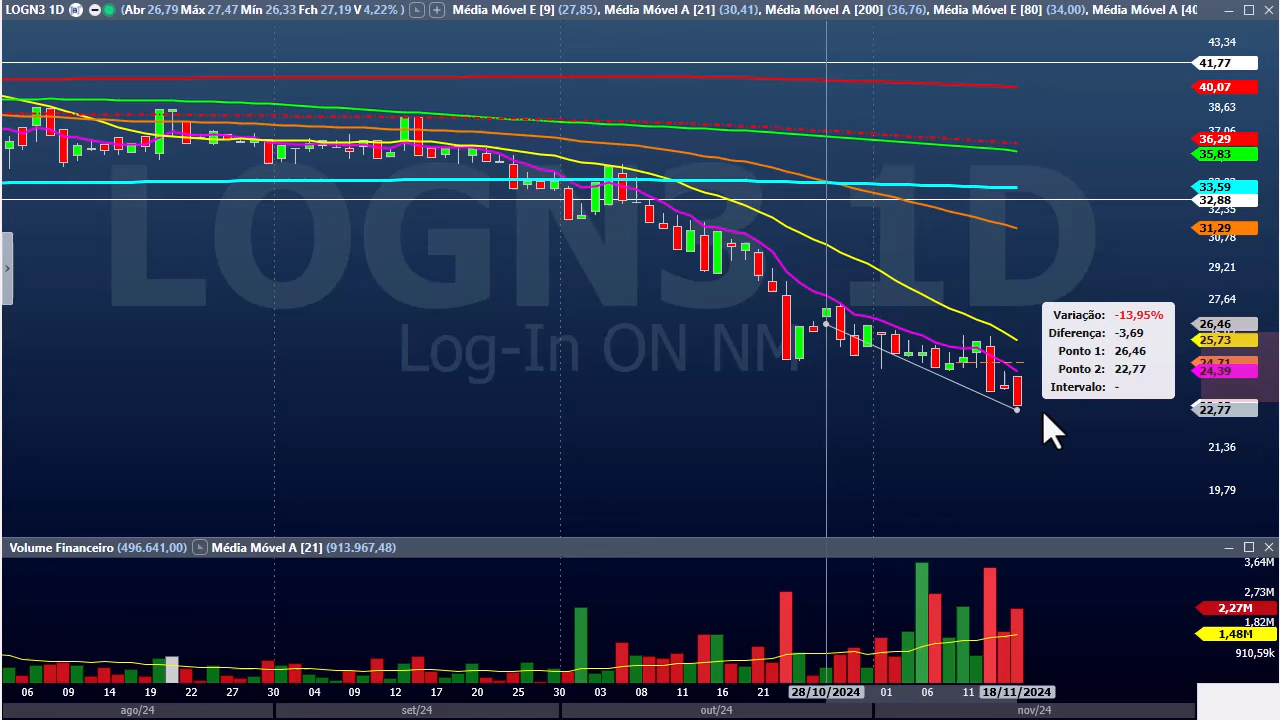 LOGN3 1D (Abr 26,79 Máx 27,47 Mín 26,33 Fch 27,19 V 4,22% ) Média Móvel E [9] (27,85), Média Móvel A [21] (30,41), Média Móvel A [200] (36,76), Média Móvel E [80] (34,00), Média Móvel A [40
43,34
41,77
40,07
38,63
37,06
36,29
35,83
33,59
32,88
32,35
31,29
30,78
29,21
27,64
26,46
25,73
24,71
24,39
22,77
21,36
19,79
LOGN3 1D
Log-In ON NM
Variação: -13,95%
Diferença: -3,69
Ponto 1: 26,46
Ponto 2: 22,77
Intervalo: -
Volume Financeiro (496.641,00) Média Móvel A [21] (913.967,48)
3,64M
2,73M
2,27M
1,82M
1,48M
910,59k
06 09 14 19 22 27 30 04 09 12 17 20 25 30 03 08 11 16 21 28/10/2024 01 06 11 18/11/2024
ago/24 set/24 out/24 nov/24